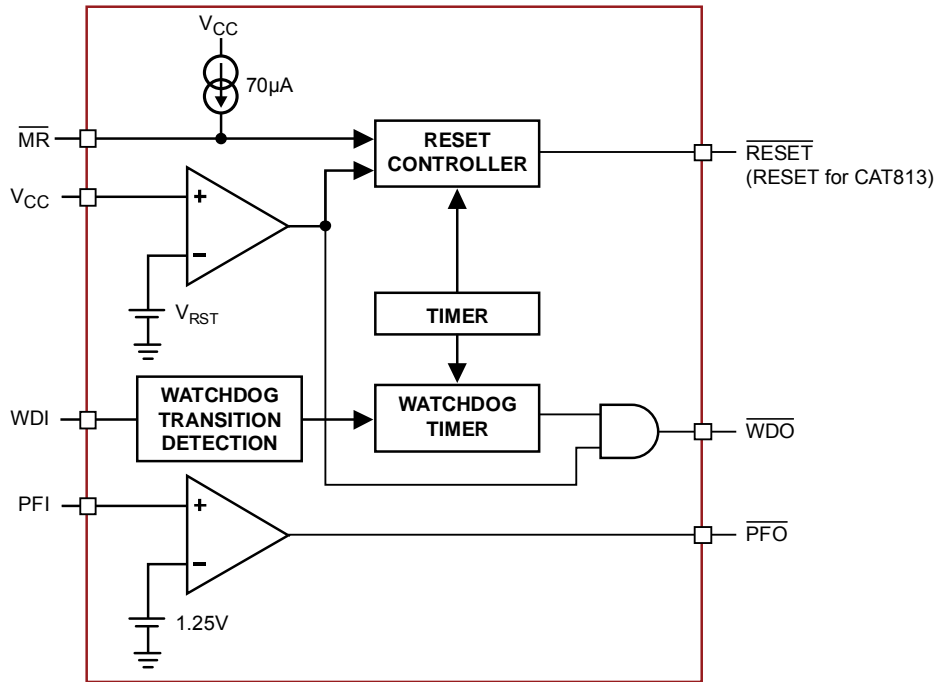 VCC
70µA
MR
RESET
CONTROLLER
RESET
(RESET for CAT813)
VCC
+
−
VRST
TIMER
WDI
WATCHDOG
TRANSITION
DETECTION
WATCHDOG
TIMER
WDO
PFI
+
−
PFO
1.25V